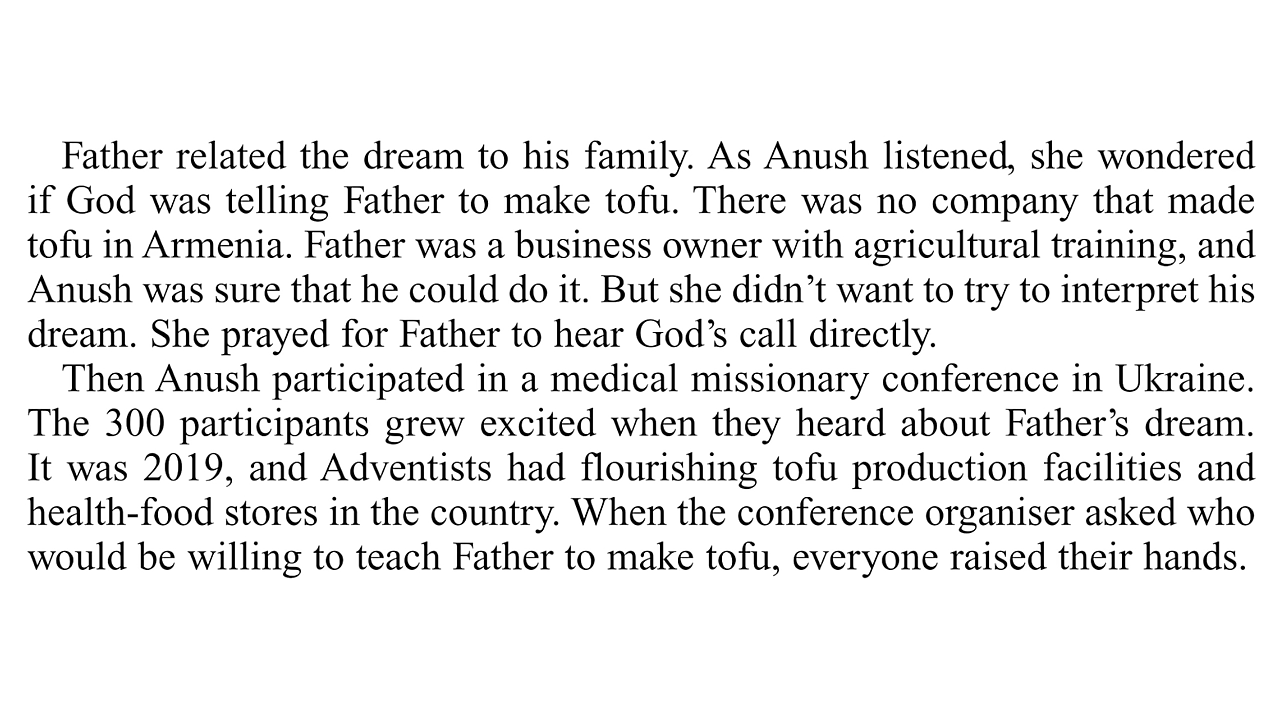 Father related the dream to his family. As Anush listened, she wondered
if God was telling Father to make tofu. There was no company that made
tofu in Armenia. Father was a business owner with agricultural training, and
Anush was sure that he could do it. But she didn’t want to try to interpret his
dream. She prayed for Father to hear God’s call directly.
Then Anush participated in a medical missionary conference in Ukraine.
The 300 participants grew excited when they heard about Father’s dream.
It was 2019, and Adventists had flourishing tofu production facilities and
health-food stores in the country. When the conference organiser asked who
would be willing to teach Father to make tofu, everyone raised their hands.